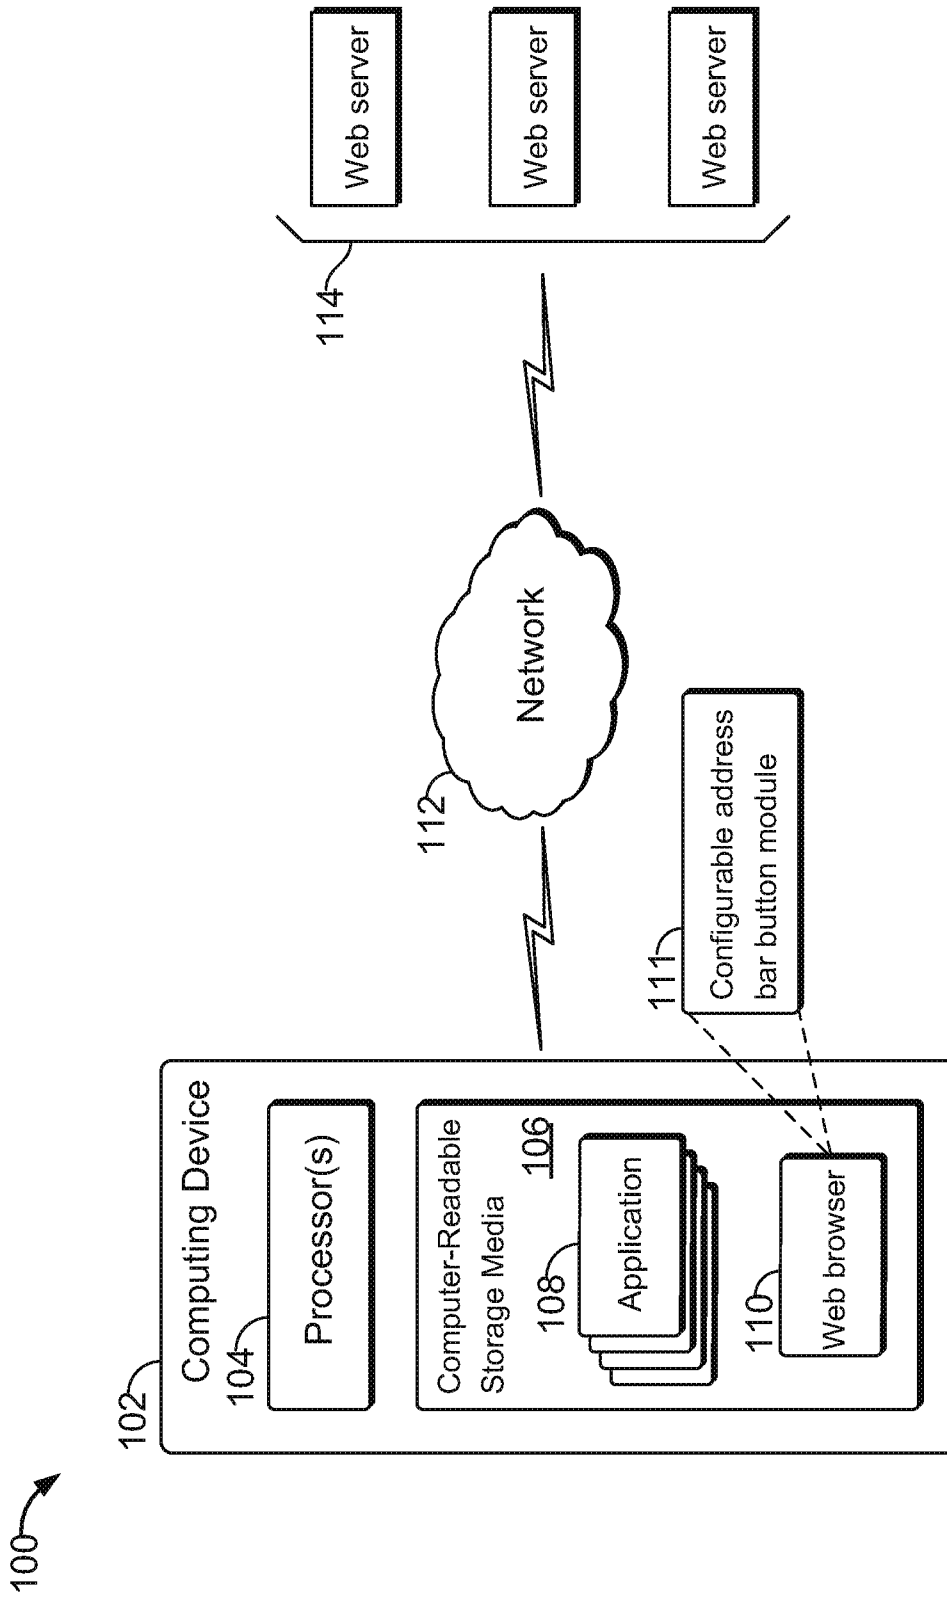 100
102
Computing Device
104
Processor(s)
Computer-Readable
Storage Media
106
108
Application
110
Web browser
111
Configurable address
bar button module
112
Network
114
Web server
Web server
Web server